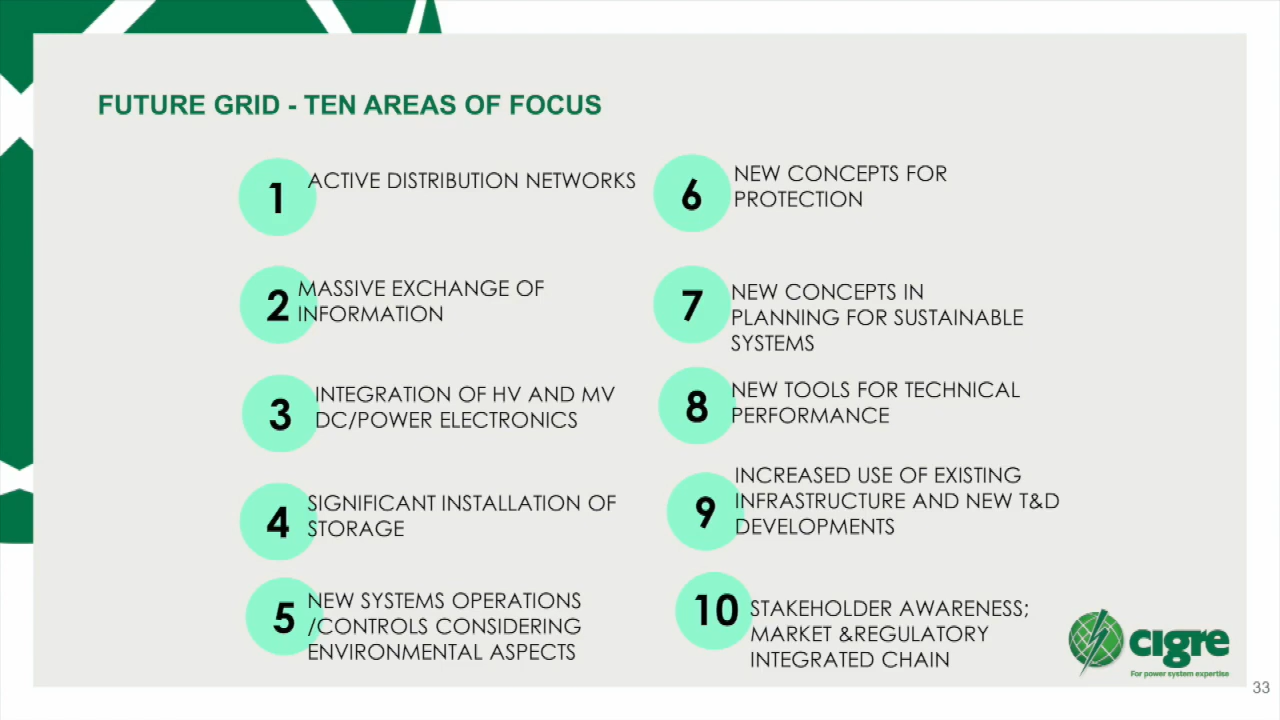 FUTURE GRID - TEN AREAS OF FOCUS
1
ACTIVE DISTRIBUTION NETWORKS
2
MASSIVE EXCHANGE OF
INFORMATION
3
INTEGRATION OF HV AND MV
DC/POWER ELECTRONICS
4
SIGNIFICANT INSTALLATION OF
STORAGE
5
NEW SYSTEMS OPERATIONS
/CONTROLS CONSIDERING
ENVIRONMENTAL ASPECTS
6
NEW CONCEPTS FOR
PROTECTION
7
NEW CONCEPTS IN
PLANNING FOR SUSTAINABLE
SYSTEMS
8
NEW TOOLS FOR TECHNICAL
PERFORMANCE
9
INCREASED USE OF EXISTING
INFRASTRUCTURE AND NEW T&D
DEVELOPMENTS
10
STAKEHOLDER AWARENESS;
MARKET &REGULATORY
INTEGRATED CHAIN
cigre
For power system expertise
33